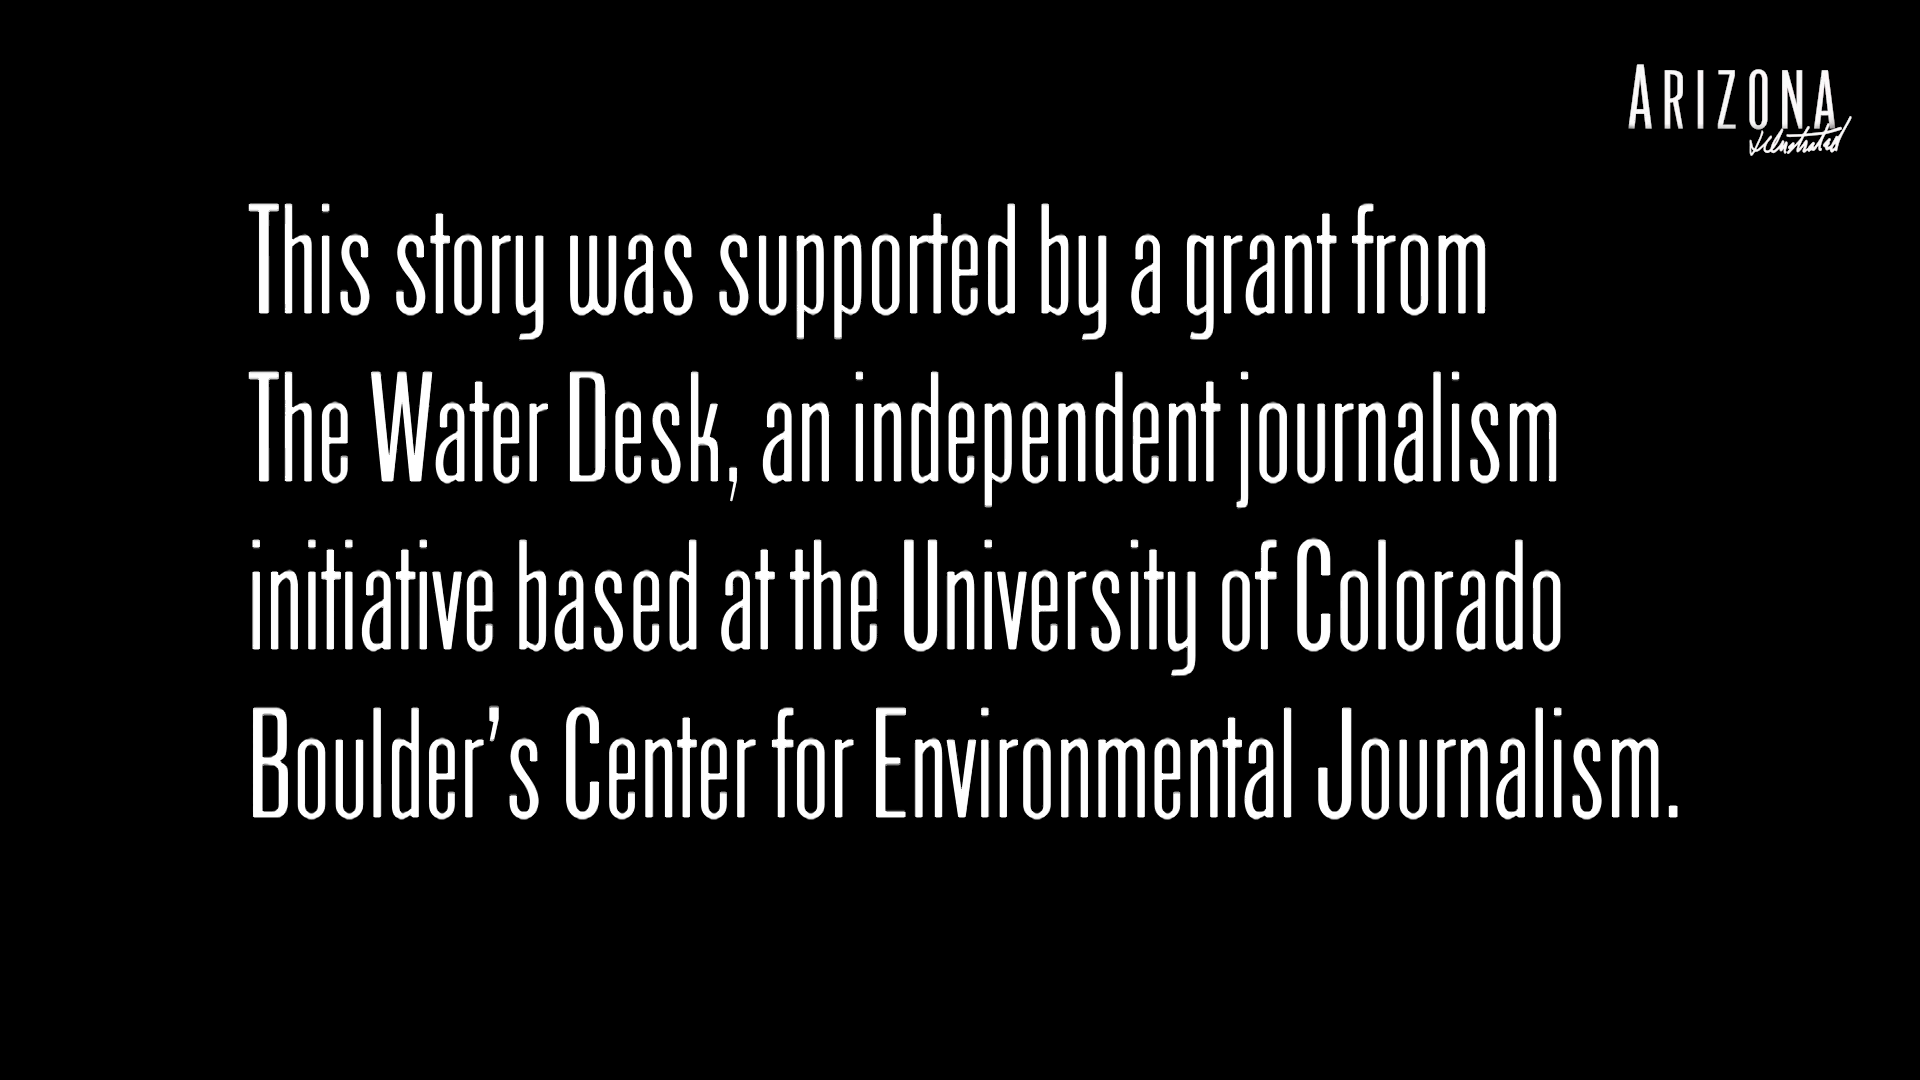 ARIZONA
Illustrated
This story was supported by a grant from
The Water Desk, an independent journalism
initiative based at the University of Colorado
Boulder’s Center for Environmental Journalism.